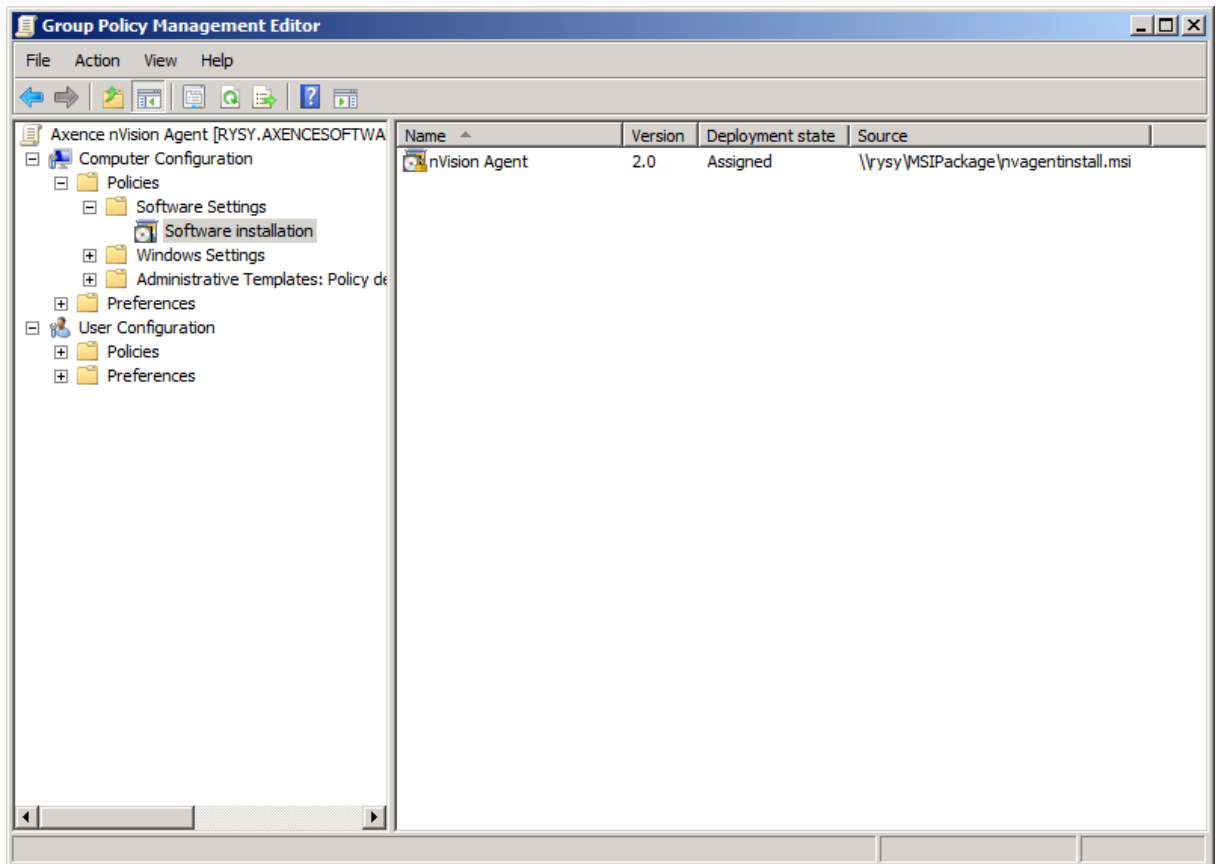 Group Policy Management Editor
File Action View Help
Axence nVision Agent [RYSY.AXENCESOFTWA
Computer Configuration
Policies
Software Settings
Software installation
Windows Settings
Administrative Templates: Policy de
Preferences
User Configuration
Policies
Preferences
Name Version Deployment state Source
nVision Agent 2.0 Assigned \\rysy\MSIPackage\nvagentinstall.msi